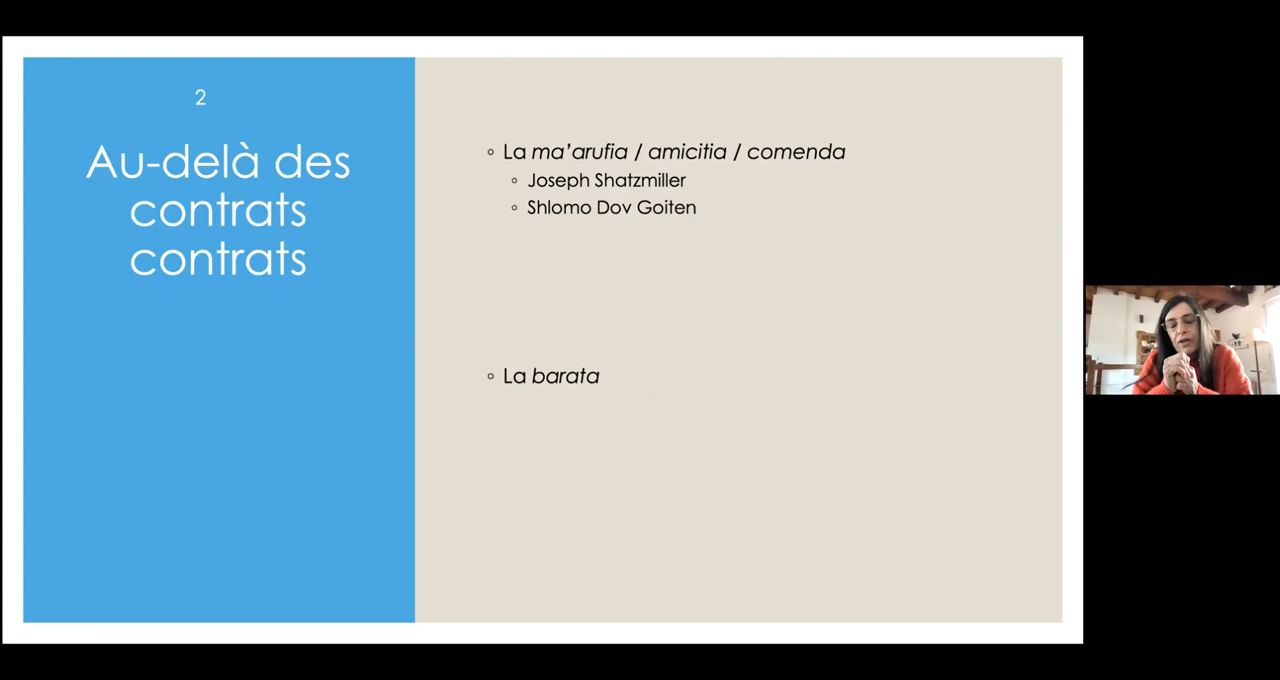 2
Au-delà des
contrats
contrats
La ma’arufia / amicitia / comenda
Joseph Shatzmiller
Shlomo Dov Goiten
La barata